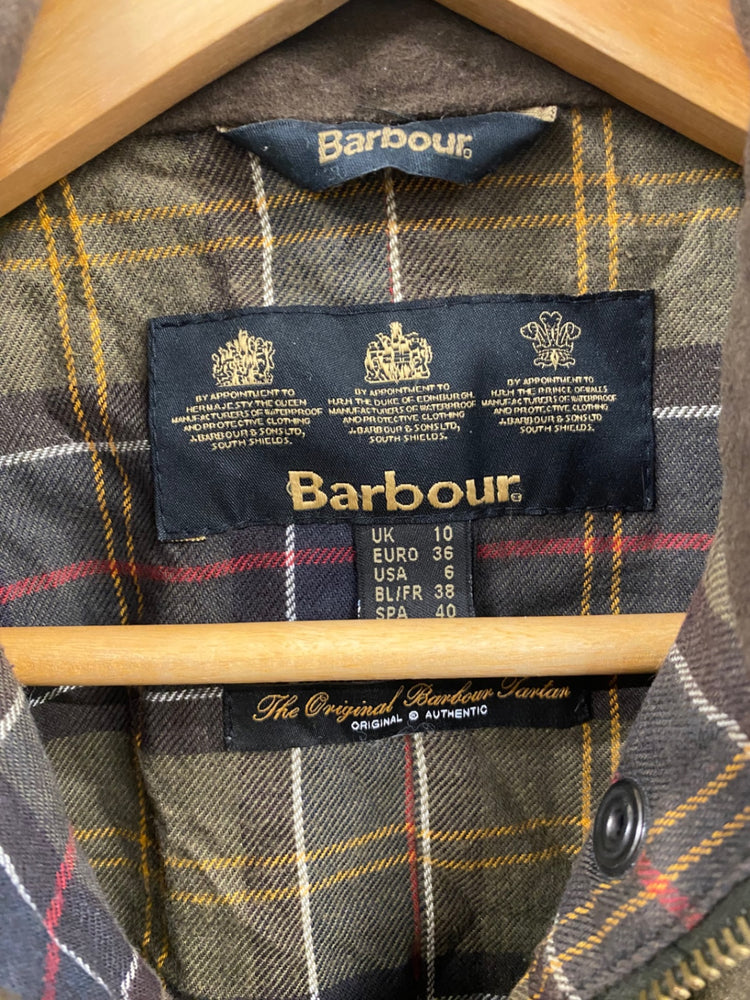 Barbour
BY APPOINTMENT TO
HER MAJESTY THE QUEEN
MANUFACTURERS OF WATERPROOF
AND PROTECTIVE CLOTHING
J.BARBOUR & SONS LTD,
SOUTH SHIELDS.
BY APPOINTMENT TO
H.R.H. THE DUKE OF EDINBURGH.
MANUFACTURERS OF WATERPROOF
AND PROTECTIVE CLOTHING
J.BARBOUR & SONS LTD,
SOUTH SHIELDS.
BY APPOINTMENT TO
H.R.H. THE PRINCE OF WALES
MANUFACTURERS OF WATERPROOF
AND PROTECTIVE CLOTHING
J.BARBOUR & SONS LTD,
SOUTH SHIELDS.
Barbour
UK 10
EURO 36
USA 6
BL/FR 38
SPA 40
The Original Barbour Tartan
ORIGINAL & AUTHENTIC